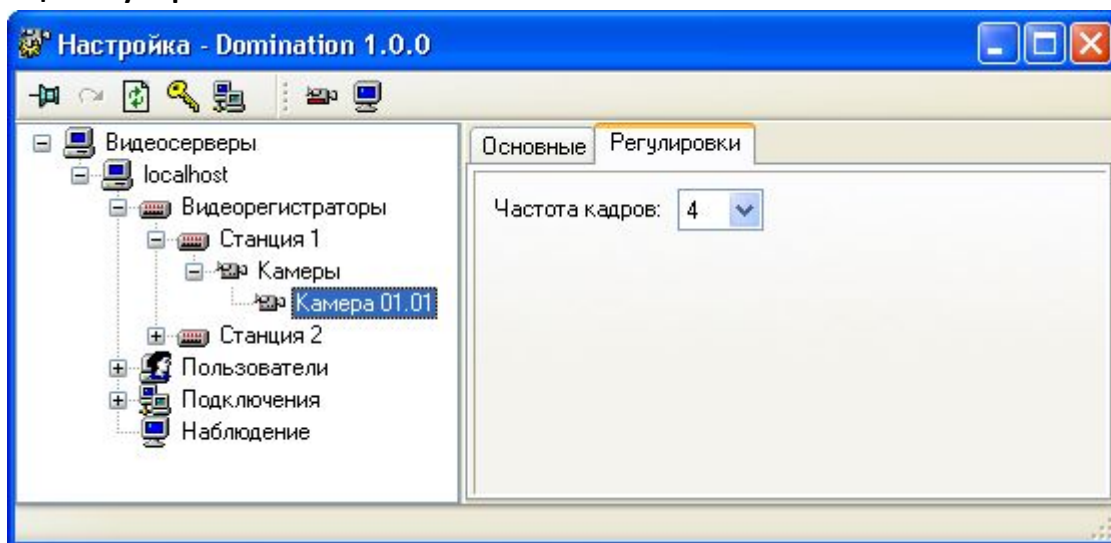 Настройка - Domination 1.0.0
Видеосерверы
localhost
Видеорегистраторы
Станция 1
Камеры
Камера 01.01
Станция 2
Пользователи
Подключения
Наблюдение
Основные
Регулировки
Частота кадров: 4